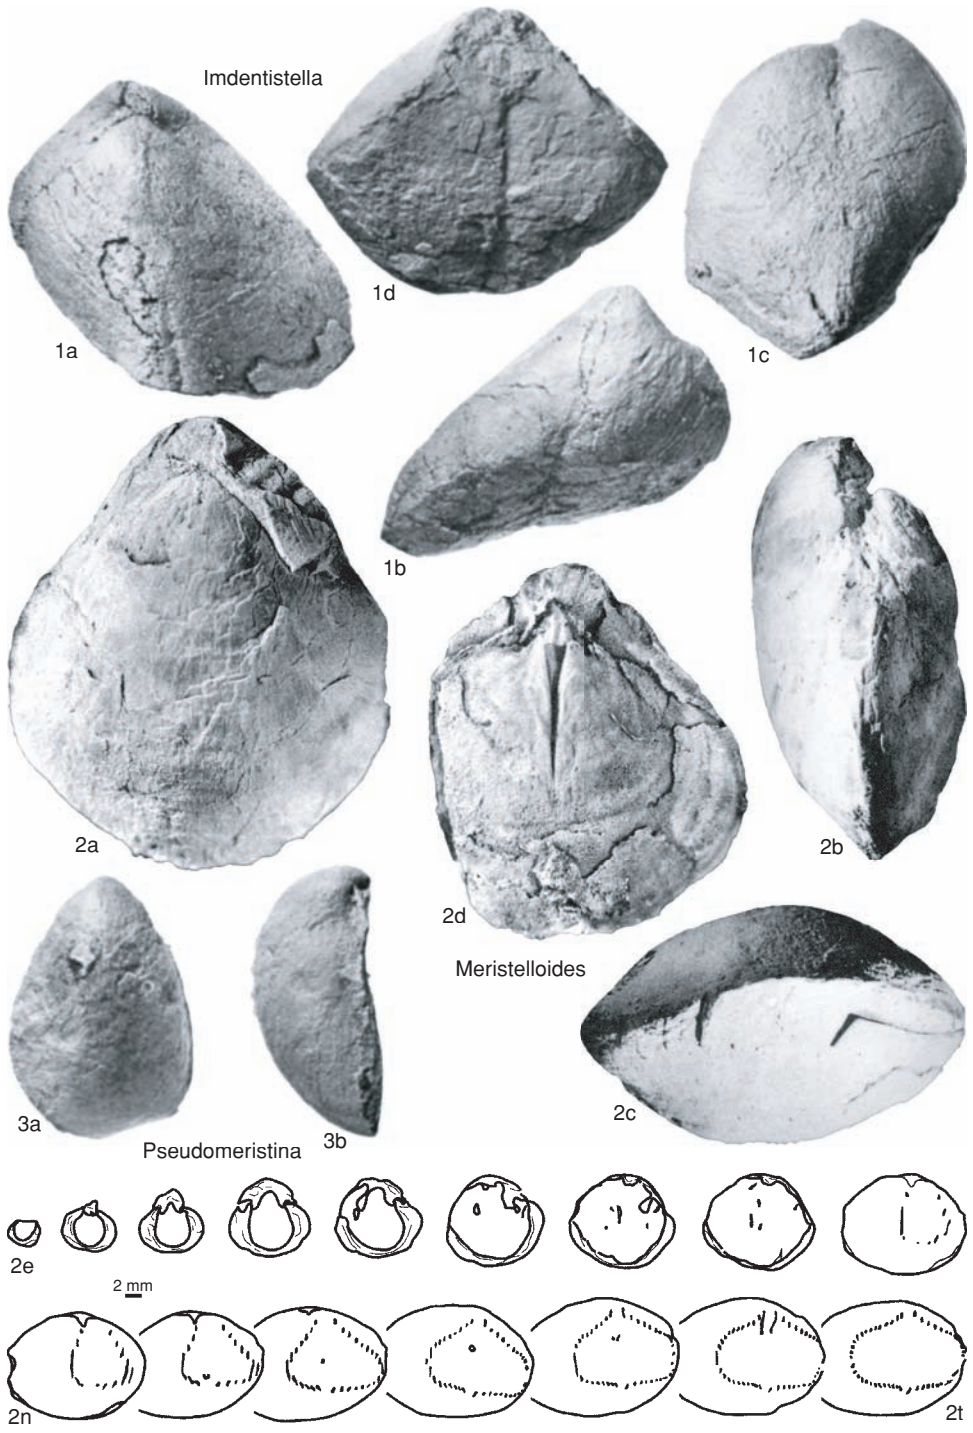 Imdentistella
1d
1a
1c
1b
2a
2b
2d
Meristelloides
2c
3a
3b
Pseudomeristina
2e
2 mm
2n
2t